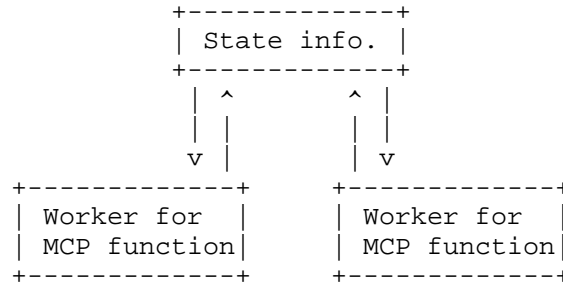 State info.
Worker for Worker for
MCP function MCP function